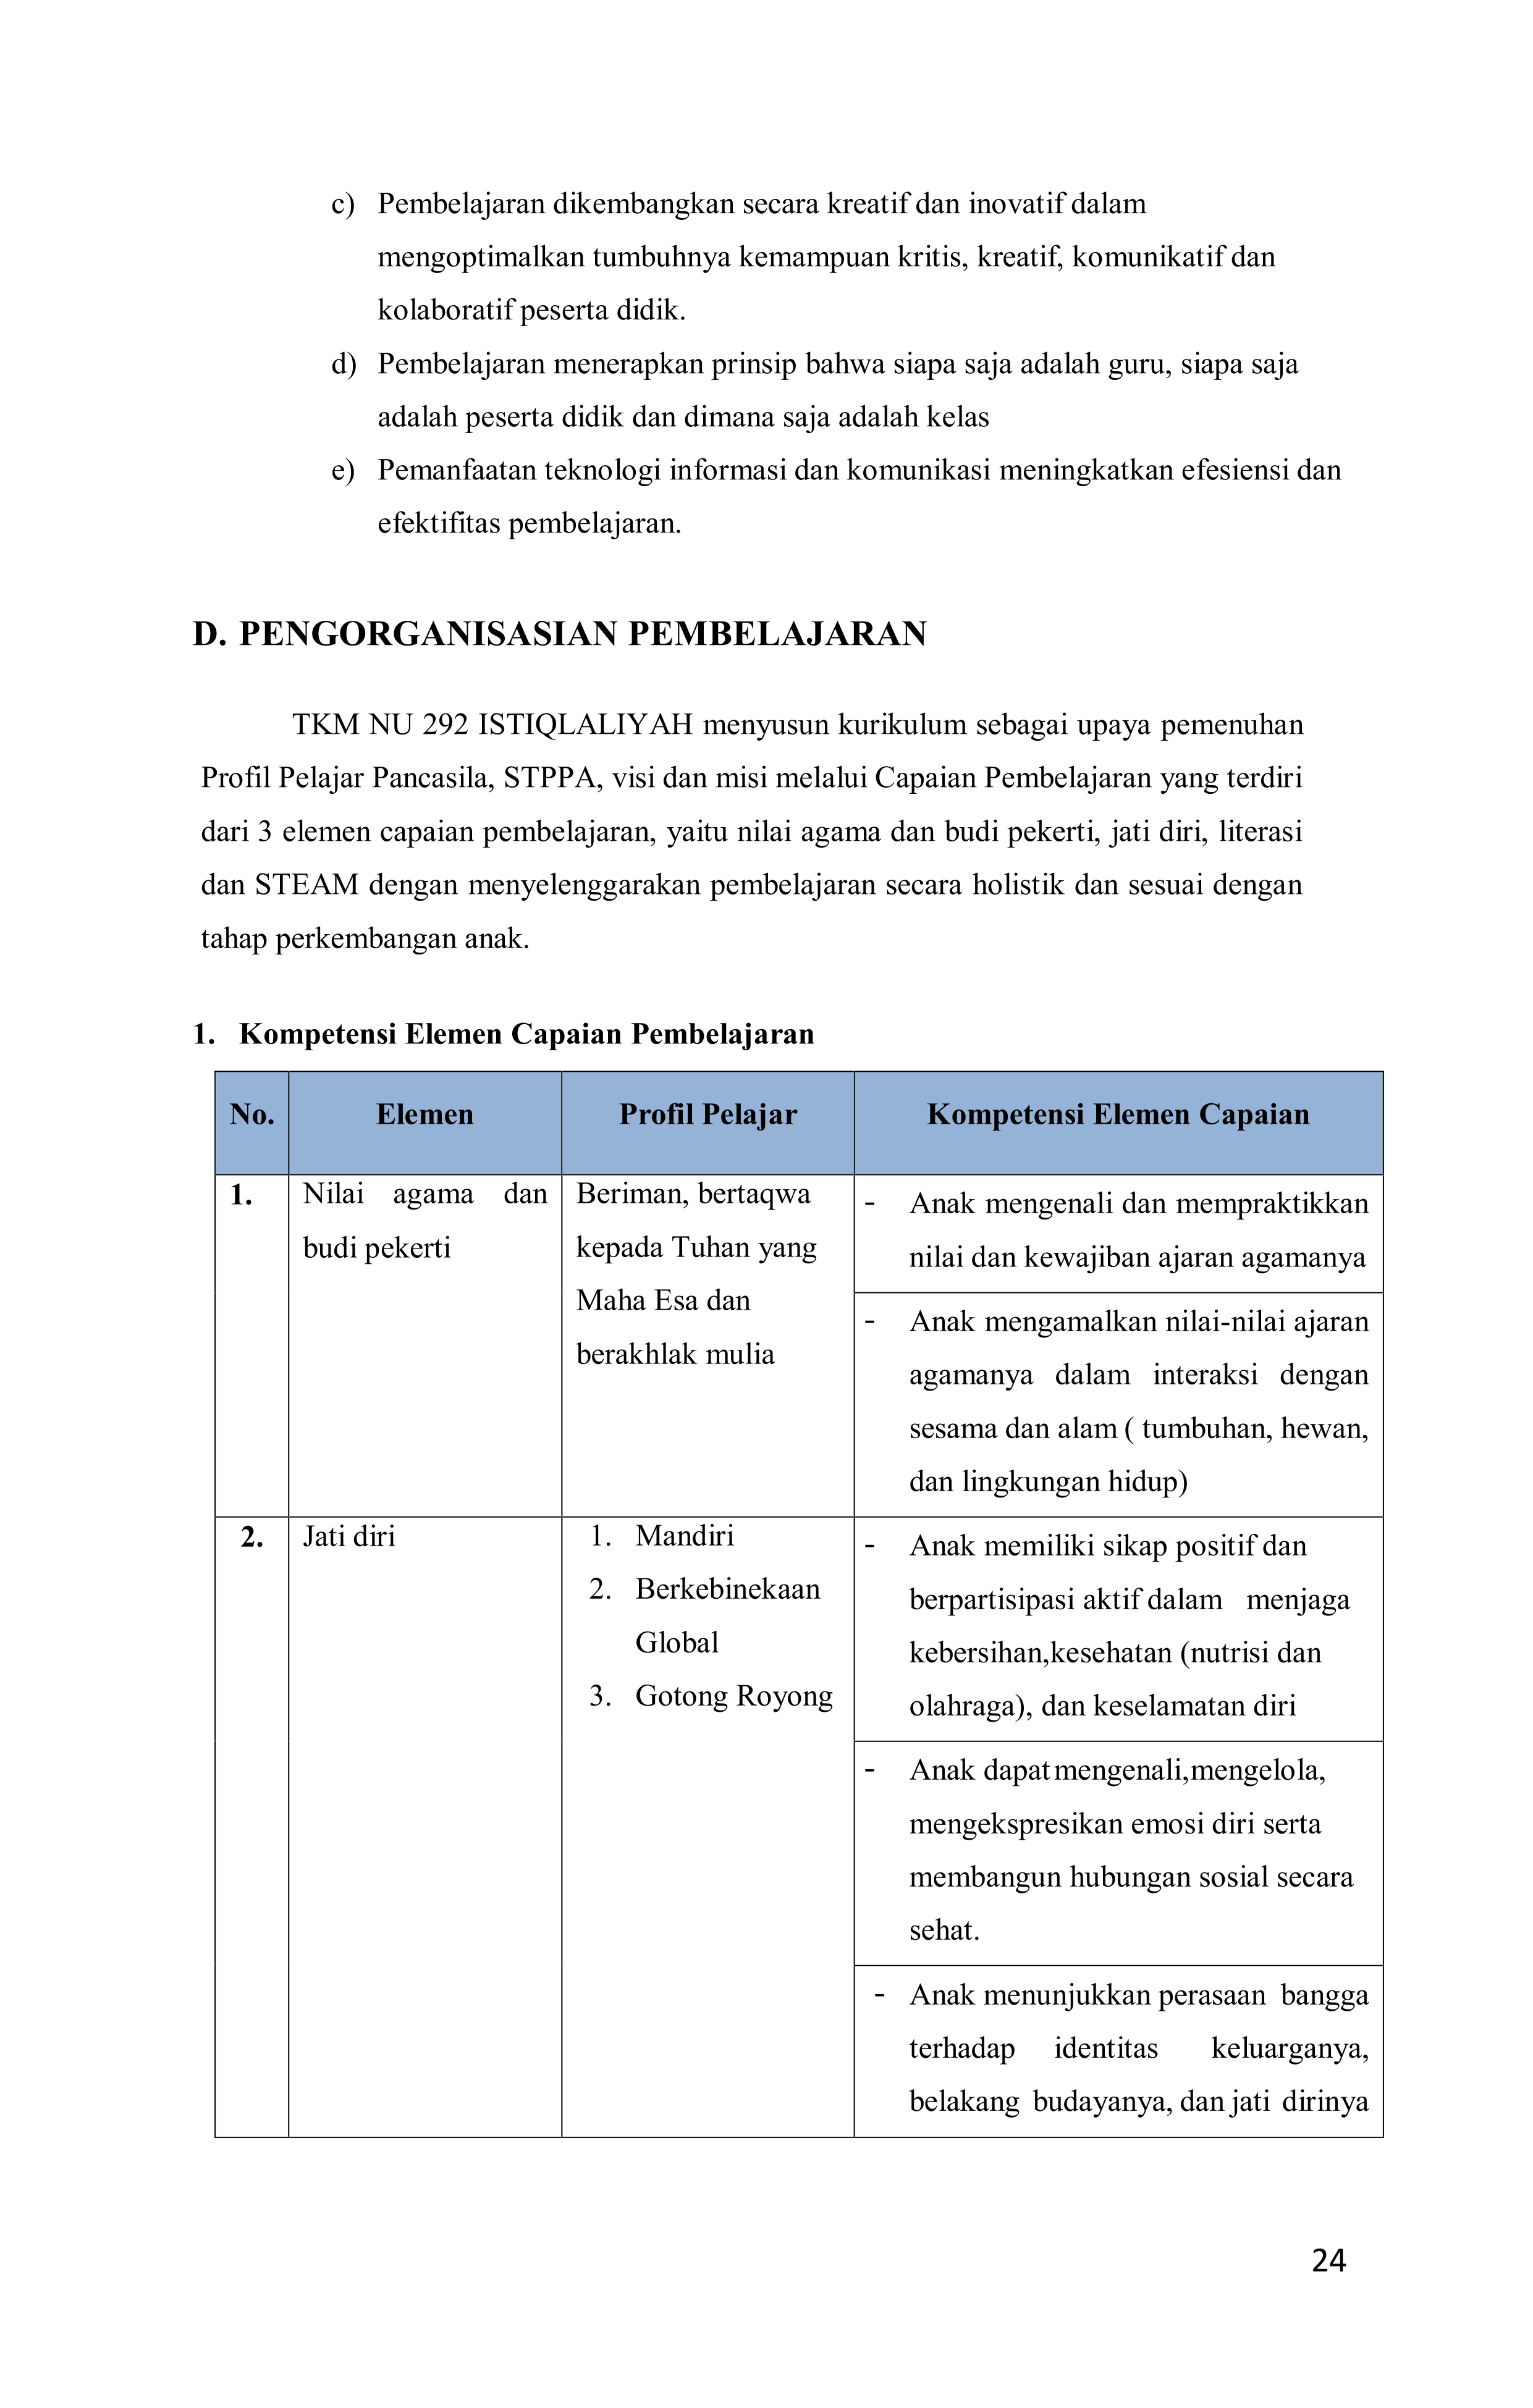 c) Pembelajaran dikembangkan secara kreatif dan inovatif dalam
mengoptimalkan tumbuhnya kemampuan kritis, kreatif, komunikatif dan
kolaboratif peserta didik.
d) Pembelajaran menerapkan prinsip bahwa siapa saja adalah guru, siapa saja
adalah peserta didik dan dimana saja adalah kelas
e) Pemanfaatan teknologi informasi dan komunikasi meningkatkan efesiensi dan
efektifitas pembelajaran.
D. PENGORGANISASIAN PEMBELAJARAN
TKM NU 292 ISTIQLALIYAH menyusun kurikulum sebagai upaya pemenuhan
Profil Pelajar Pancasila, STPPA, visi dan misi melalui Capaian Pembelajaran yang terdiri
dari 3 elemen capaian pembelajaran, yaitu nilai agama dan budi pekerti, jati diri, literasi
dan STEAM dengan menyelenggarakan pembelajaran secara holistik dan sesuai dengan
tahap perkembangan anak.
1. Kompetensi Elemen Capaian Pembelajaran
No. Elemen Profil Pelajar Kompetensi Elemen Capaian
1.
Nilai agama dan
budi pekerti
Beriman, bertaqwa
kepada Tuhan yang
Maha Esa dan
berakhlak mulia
- Anak mengenali dan mempraktikkan
nilai dan kewajiban ajaran agamanya
- Anak mengamalkan nilai-nilai ajaran
agamanya dalam interaksi dengan
sesama dan alam ( tumbuhan, hewan,
dan lingkungan hidup)
2.
Jati diri
1. Mandiri
2. Berkebinekaan
Global
3. Gotong Royong
- Anak memiliki sikap positif dan
berpartisipasi aktif dalam menjaga
kebersihan,kesehatan (nutrisi dan
olahraga), dan keselamatan diri
- Anak dapat mengenali,mengelola,
mengekspresikan emosi diri serta
membangun hubungan sosial secara
sehat.
- Anak menunjukkan perasaan bangga
terhadap identitas keluarganya,
belakang budayanya, dan jati dirinya
24